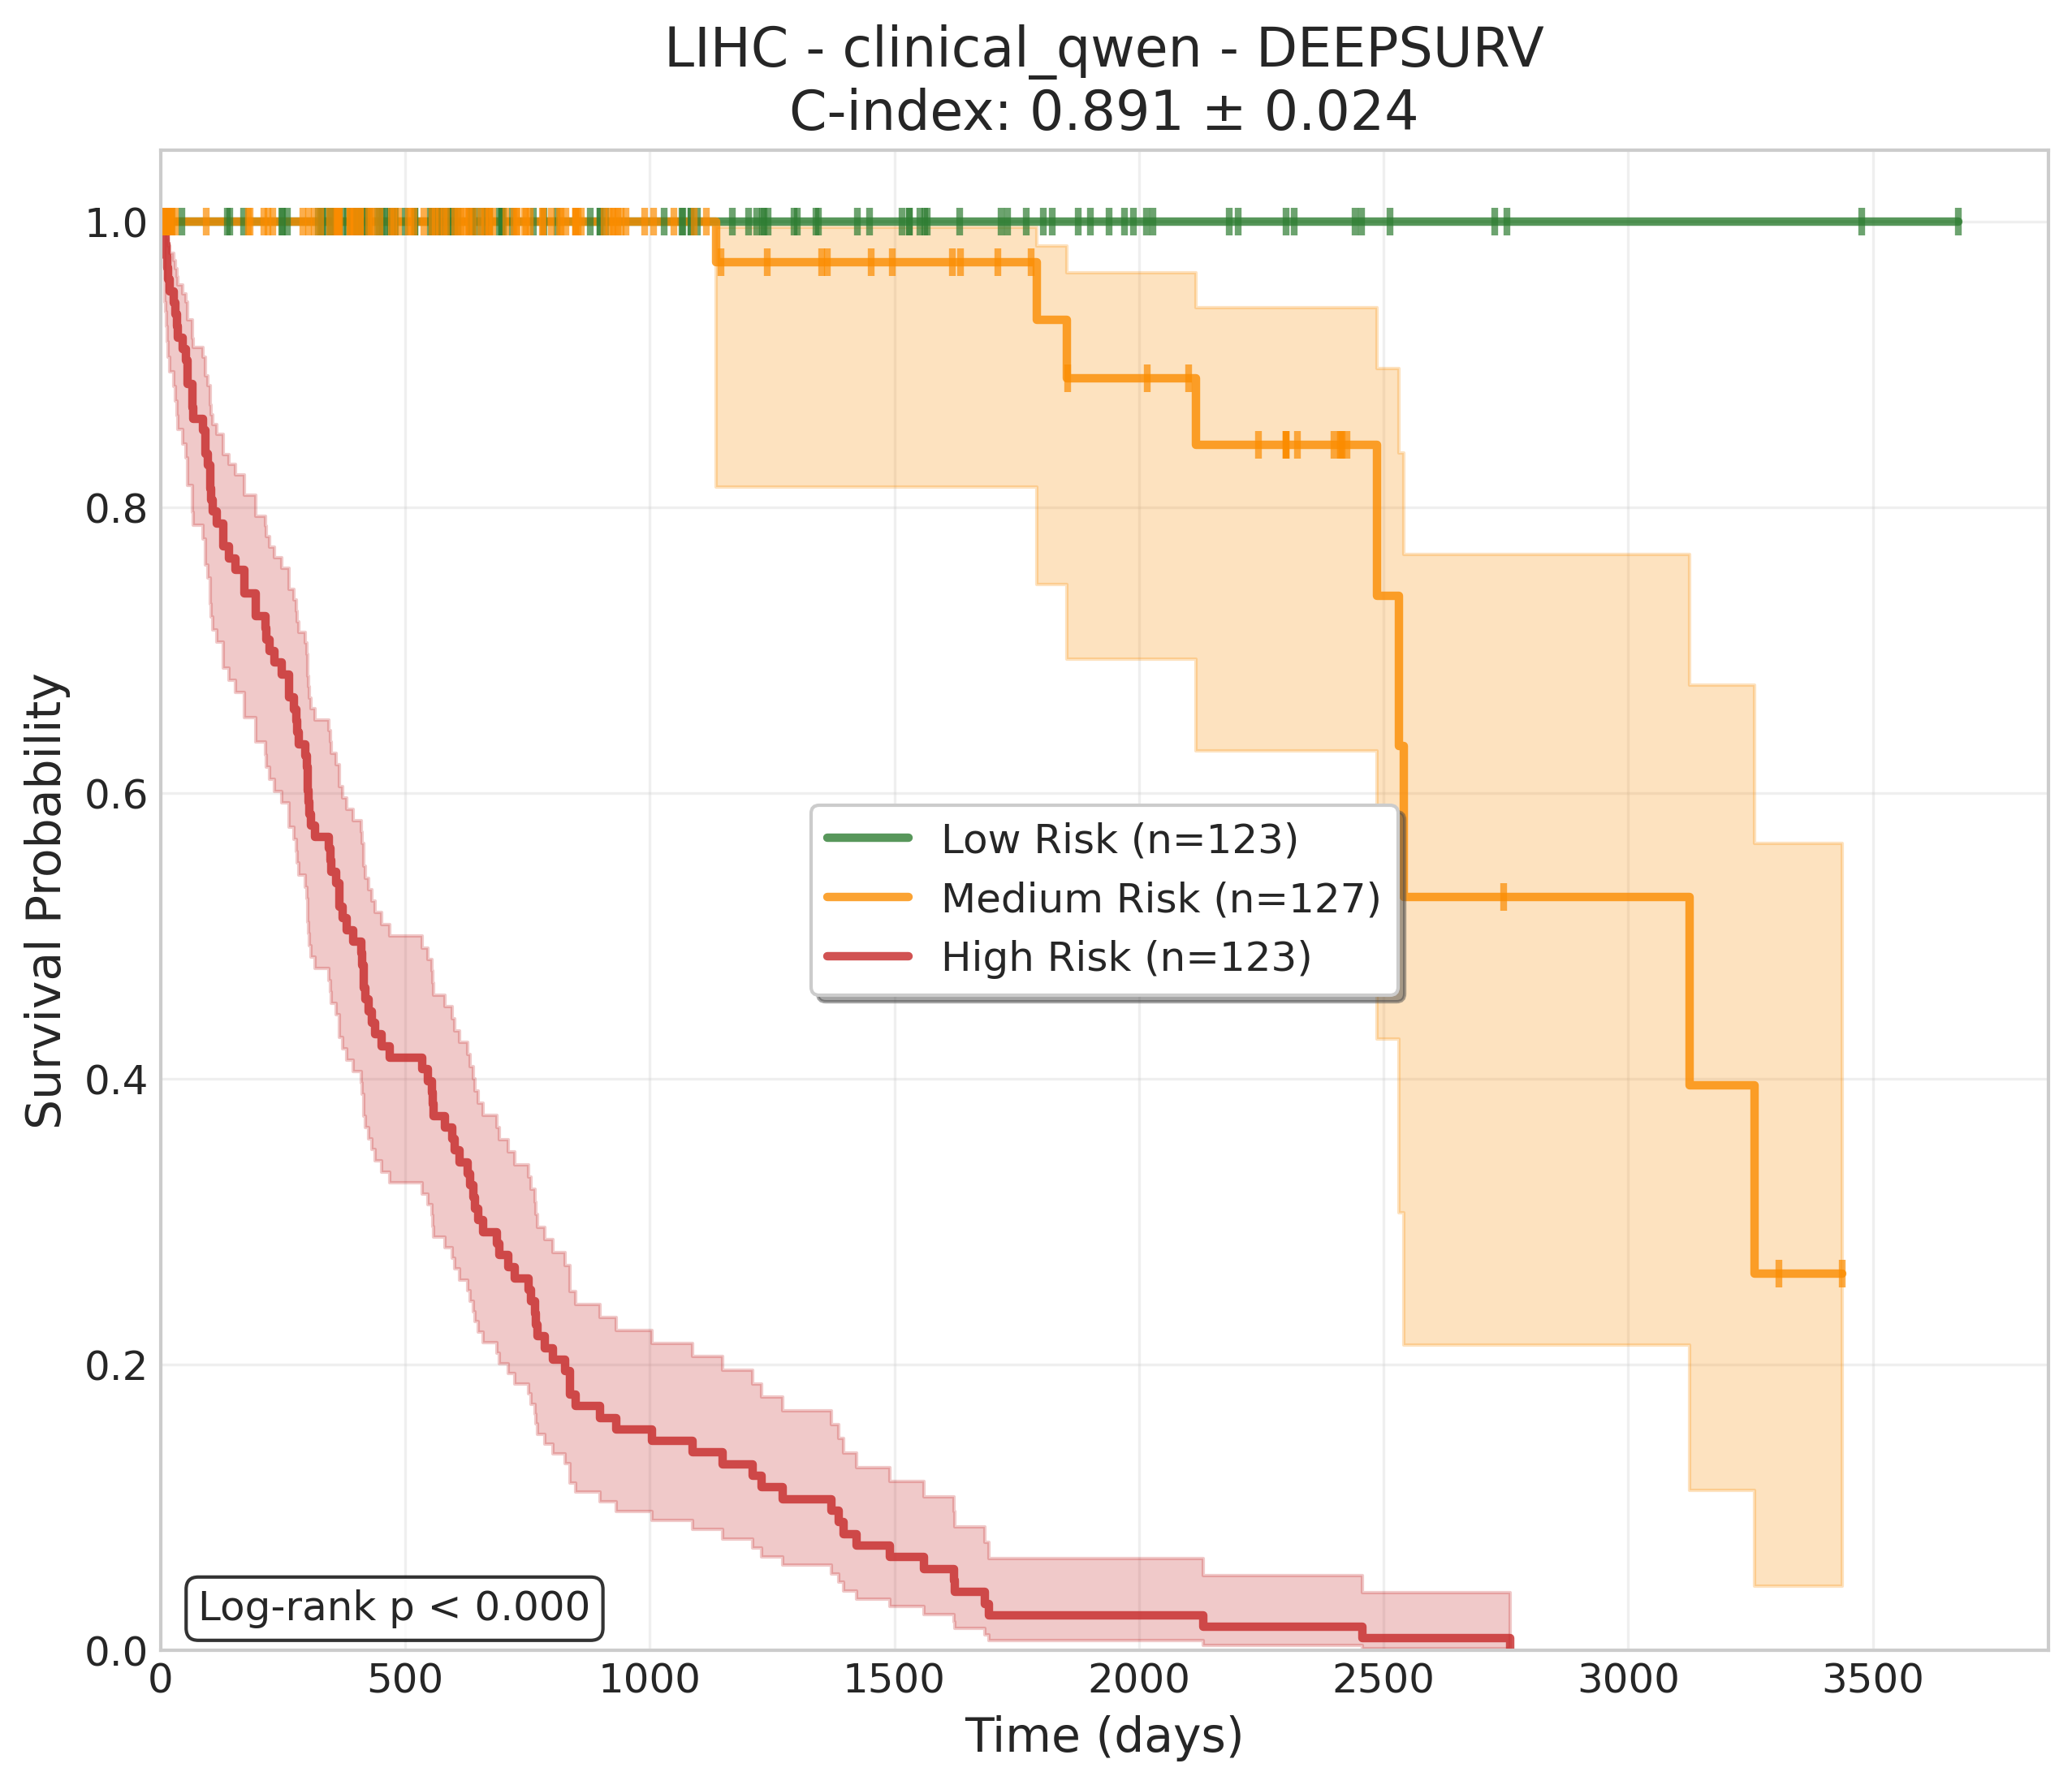 LIHC - clinical_qwen - DEEPSURV
C-index: 0.891 ± 0.024
Survival Probability
1.0
0.8
0.6
0.4
0.2
0.0
Low Risk (n=123)
Medium Risk (n=127)
High Risk (n=123)
Log-rank p < 0.000
0 500 1000 1500 2000 2500 3000 3500
Time (days)